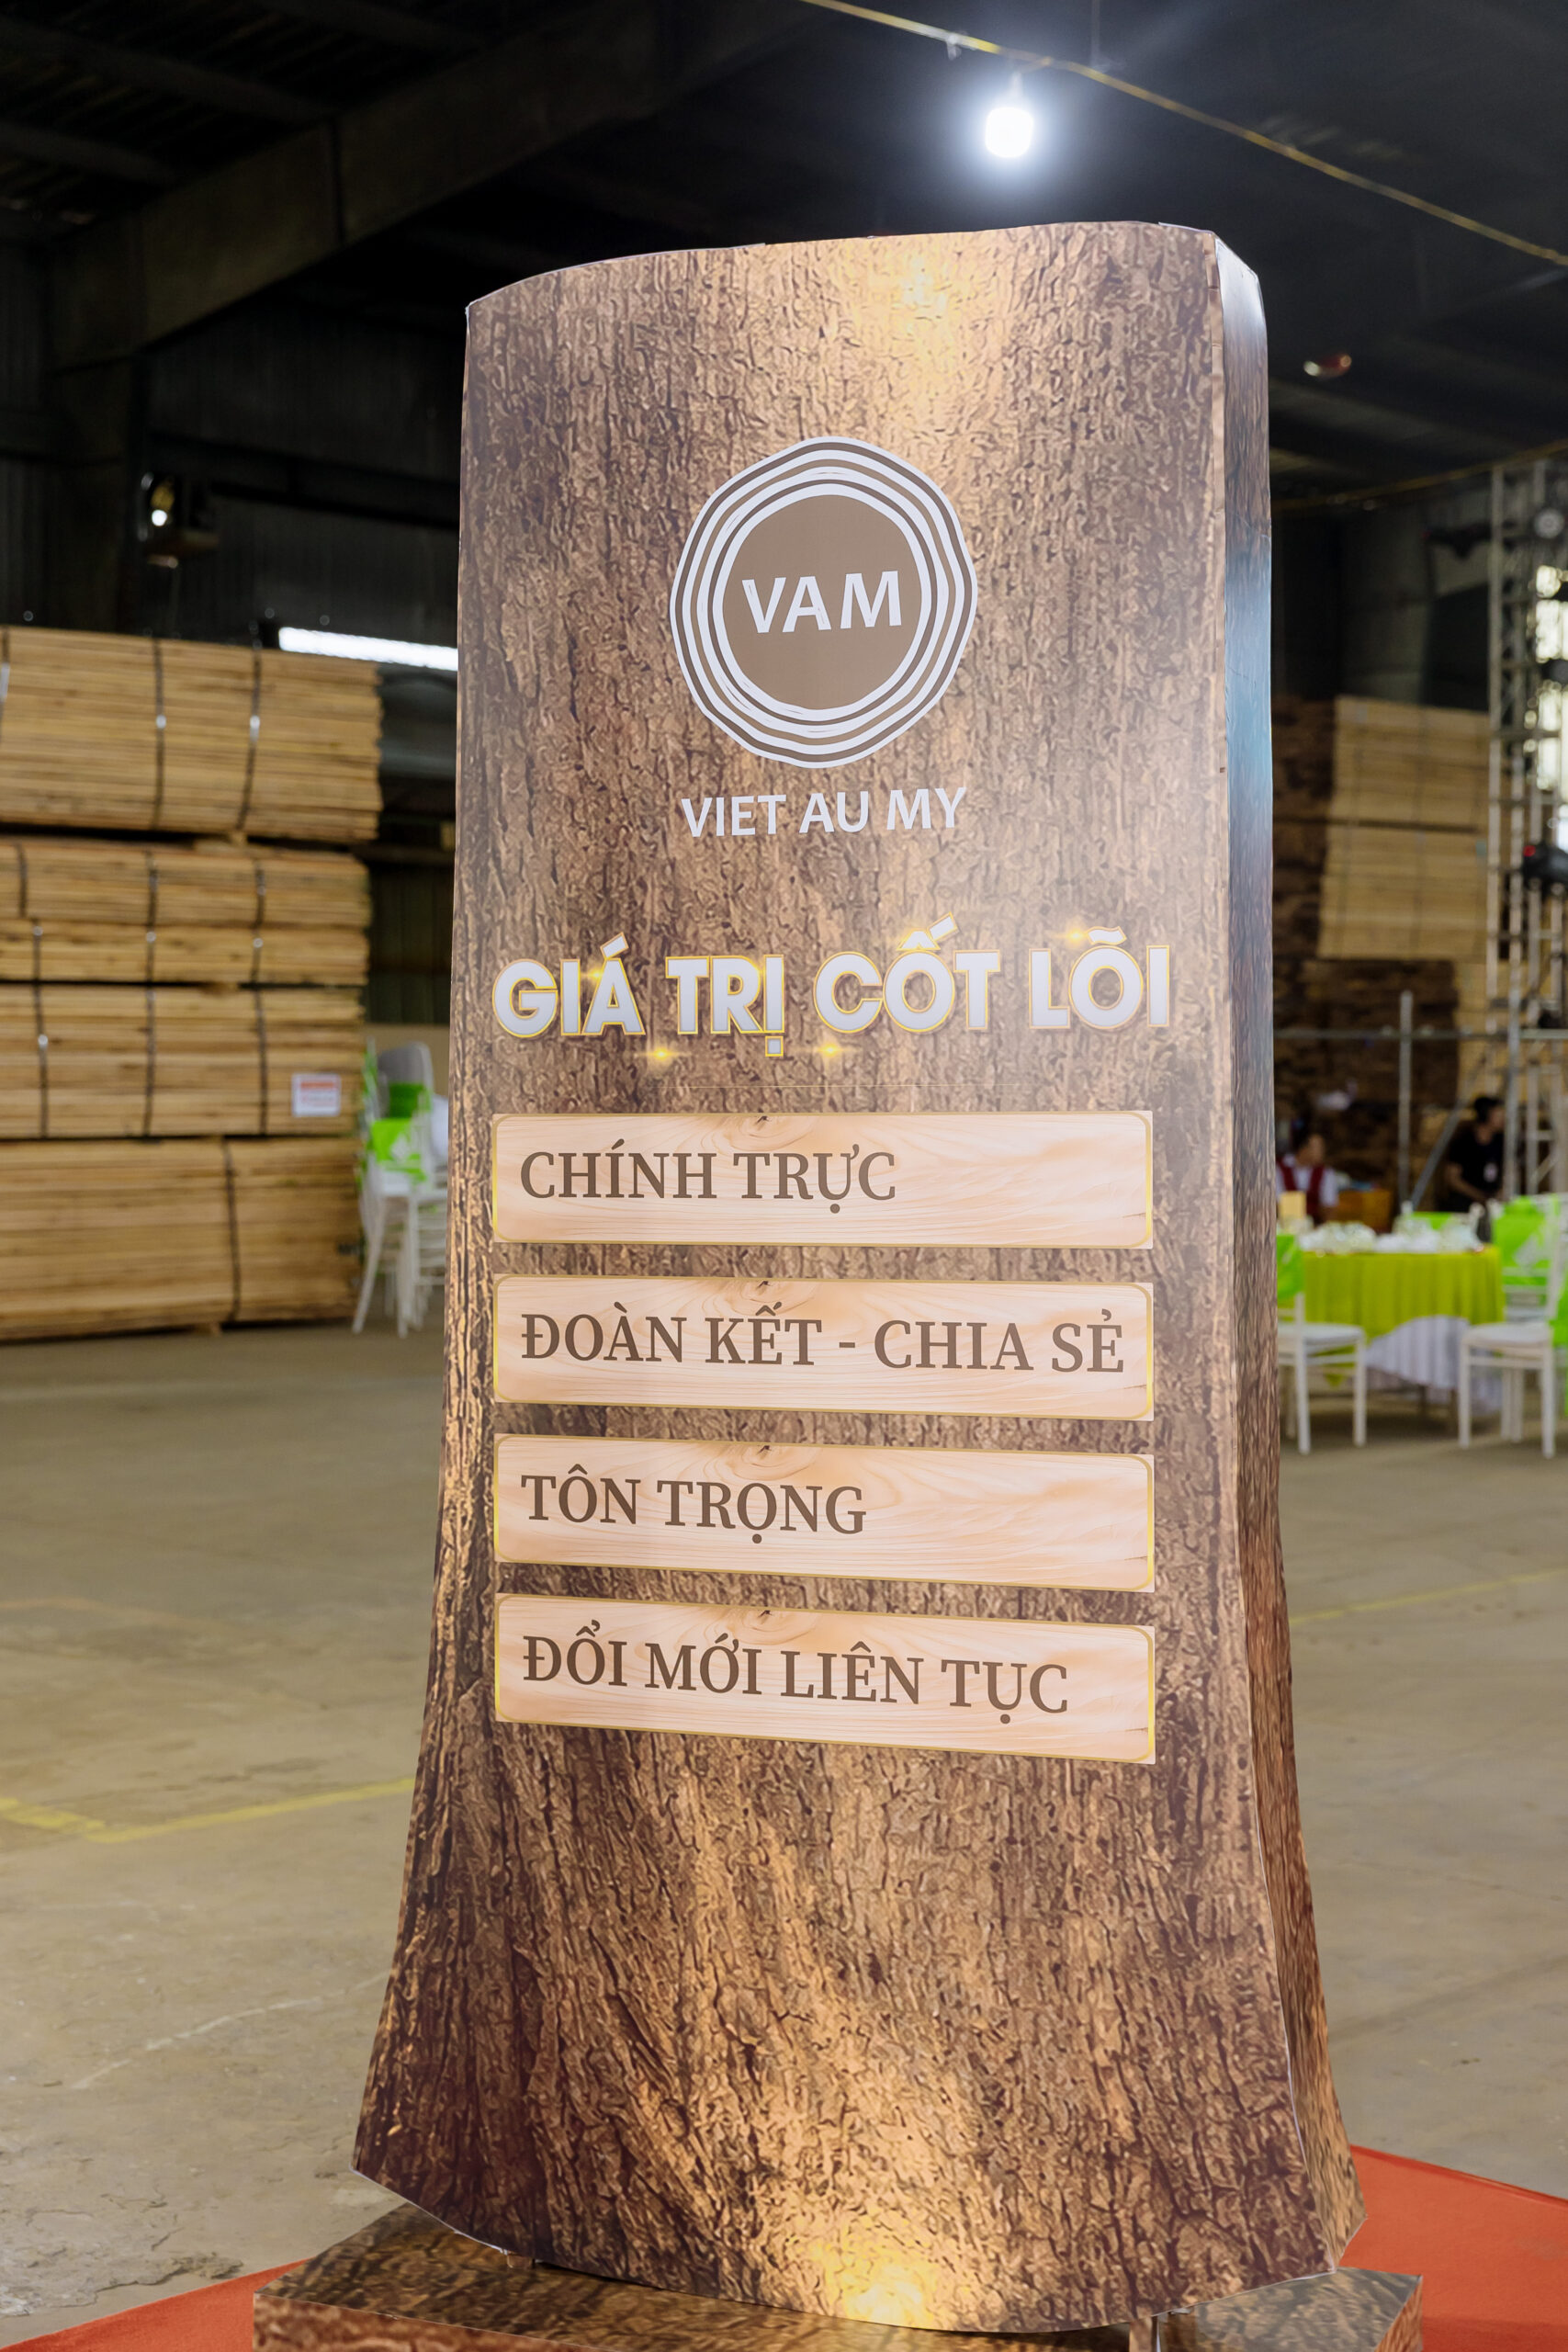 VAM
VIET AU MY
GIÁ TRỊ CỐT LÕI
CHÍNH TRỰC
ĐOÀN KẾT - CHIA SẺ
TÔN TRỌNG
ĐỔI MỚI LIÊN TỤC